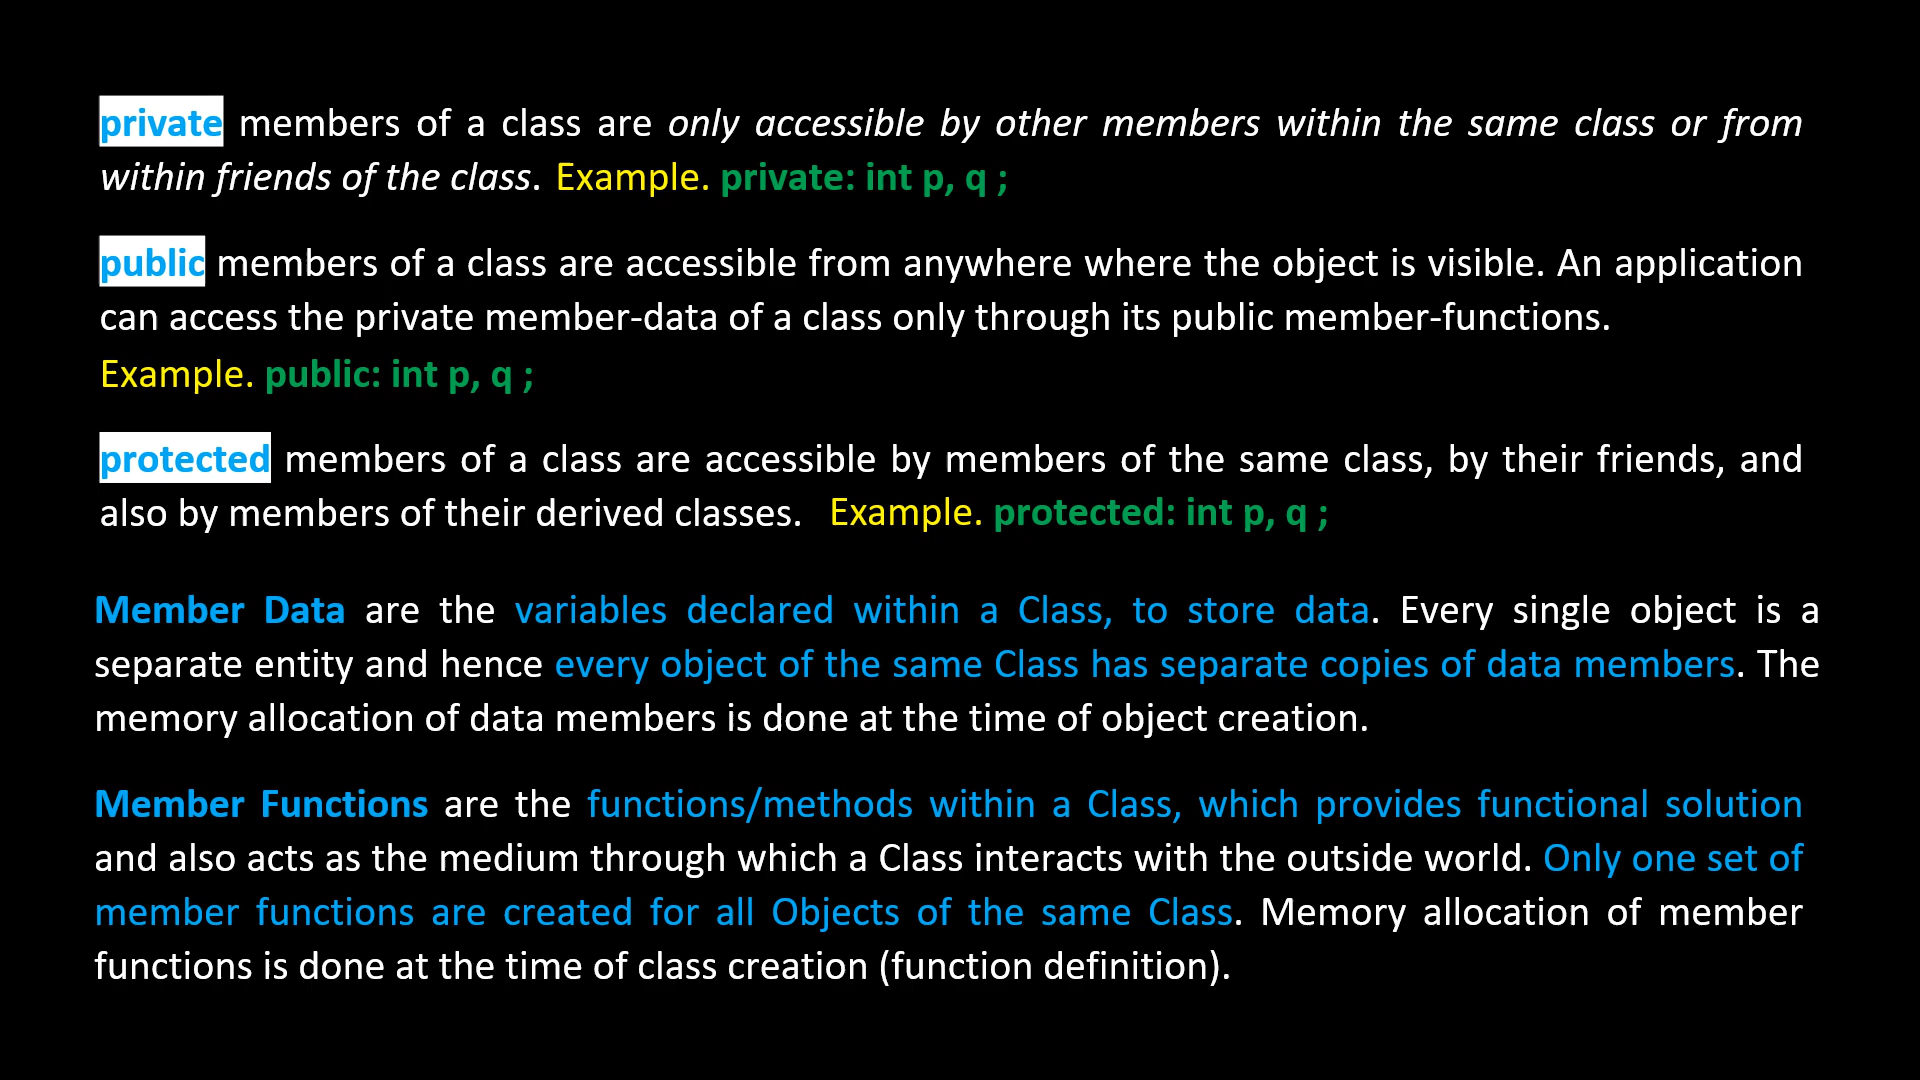 private members of a class are only accessible by other members within the same class or from
within friends of the class. Example. private: int p, q ;
public members of a class are accessible from anywhere where the object is visible. An application
can access the private member-data of a class only through its public member-functions.
Example. public: int p, q ;
protected members of a class are accessible by members of the same class, by their friends, and
also by members of their derived classes. Example. protected: int p, q ;
Member Data are the variables declared within a Class, to store data. Every single object is a
separate entity and hence every object of the same Class has separate copies of data members. The
memory allocation of data members is done at the time of object creation.
Member Functions are the functions/methods within a Class, which provides functional solution
and also acts as the medium through which a Class interacts with the outside world. Only one set of
member functions are created for all Objects of the same Class. Memory allocation of member
functions is done at the time of class creation (function definition).